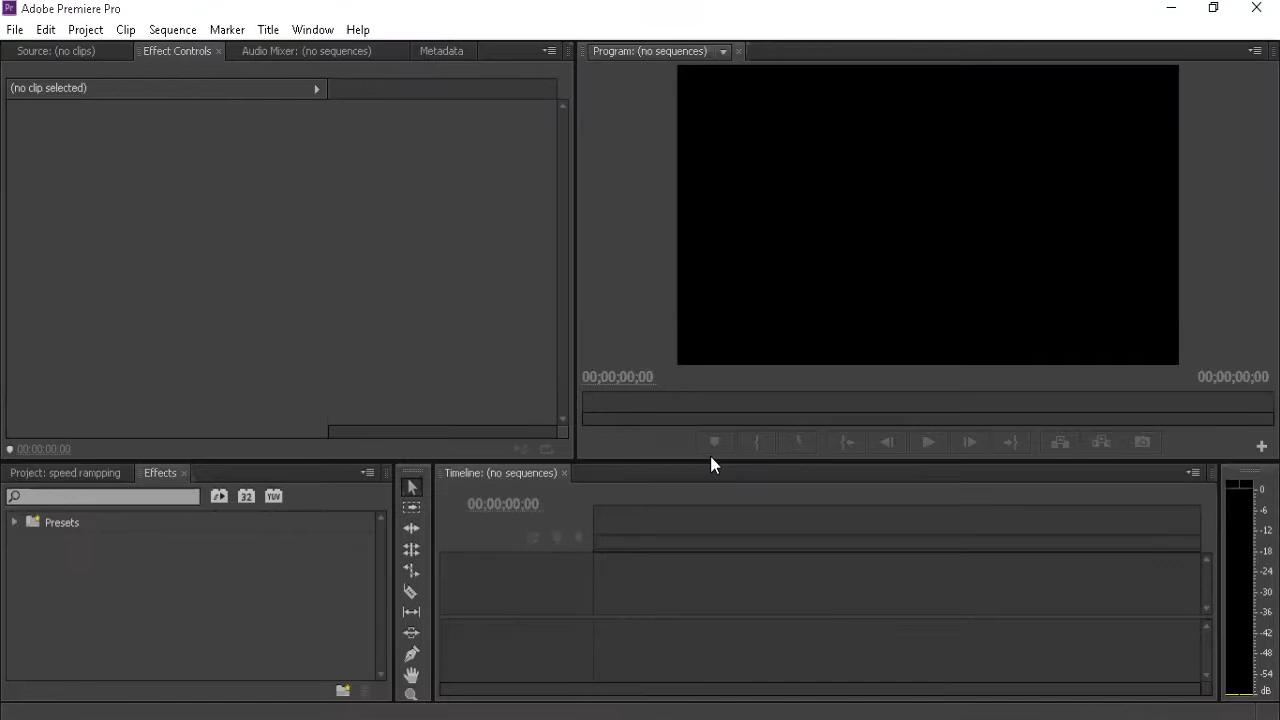 Pr Adobe Premiere Pro
File Edit Project Clip Sequence Marker Title Window Help
Source: (no clips) Effect Controls × Audio Mixer: (no sequences) Metadata
Program: (no sequences) ×
(no clip selected)
00;00;00;00 00;00;00;00
00;00;00;00
Project: speed rampping Effects ×
Timeline: (no sequences) ×
32 YUV
00;00;00;00
Presets
0
-6
-12
-18
-24
-30
-36
-42
-48
-54
dB